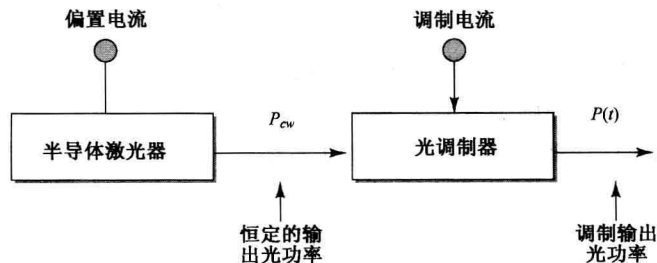 偏置电流
调制电流
半导体激光器
P_cw
光调制器
P(t)
恒定的输
出光功率
调制输出
光功率